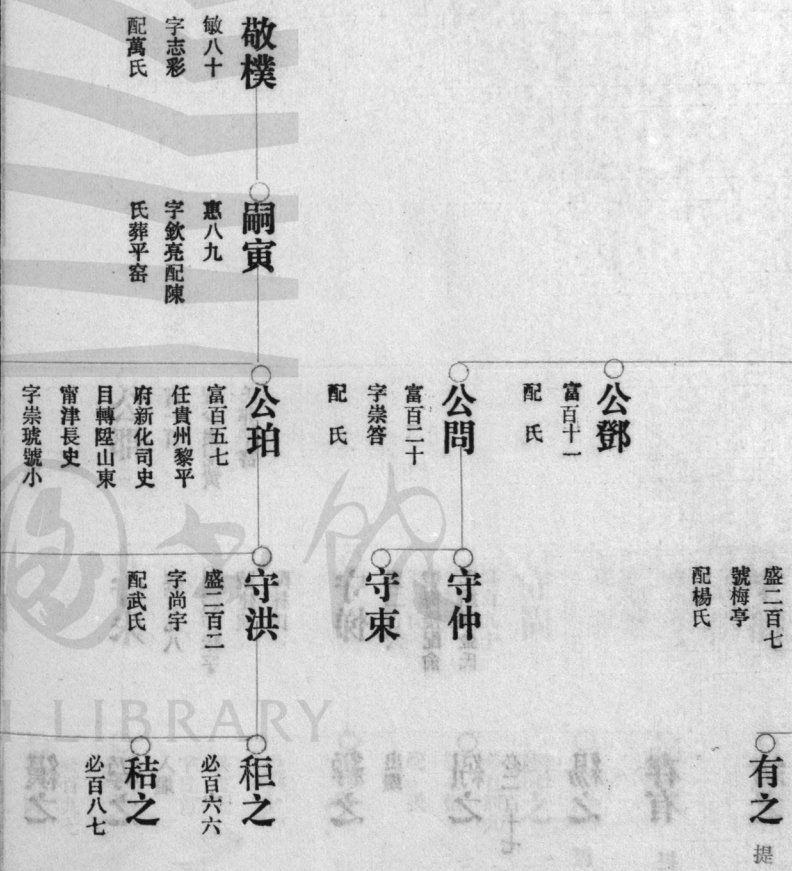 敬樸
敏八十
字志彩
配萬氏
嗣寅
惠八九
字欽亮配陳
氏葬平窑
公鄧
富百十一
配　氏
公問
富百二十
字崇答
配　氏
公珀
富百五七
任貴州黎平
府新化司史
目轉陞山東
甯津長史
字崇琥號小
盛二百七
號梅亭
配楊氏
守仲
守束
守洪
盛二百二
字尚宇
配武氏
有之
提
秬之
必百六六
秸之
必百八七
LIBRARY